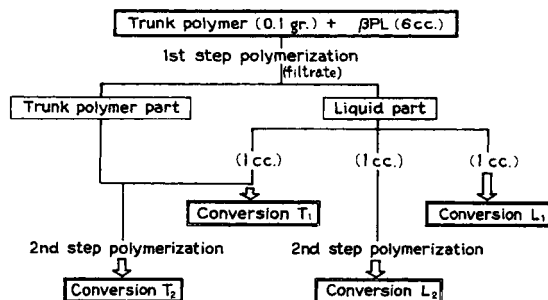 Trunk polymer (0.1 gr.) + βPL (6 cc.)
1st step polymerization
(filtrate)
Trunk polymer part
Liquid part
(1 cc.)
(1 cc.)
(1 cc.)
Conversion T₁
Conversion L₁
2nd step polymerization
2nd step polymerization
Conversion T₂
Conversion L₂